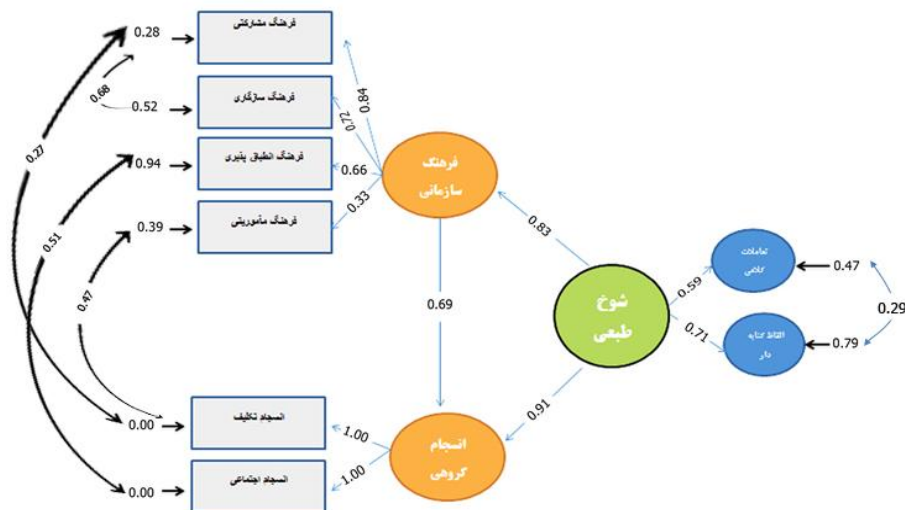 0.28
فرهنگ مشارکتی
0.84
0.68
0.52
فرهنگ سازگاری
0.72
0.27
0.94
فرهنگ انطباق پذیری
0.66
فرهنگ
سازمانی
0.51
0.39
فرهنگ مأموریتی
0.33
0.83
تعاملات
کلامی
0.47
0.59
0.47
0.69
شوخ
طبعی
0.29
0.71
الفاظ کنایه
دار
0.79
0.91
0.00
انسجام تکلیف
1.00
انسجام
گروهی
0.00
انسجام اجتماعی
1.00